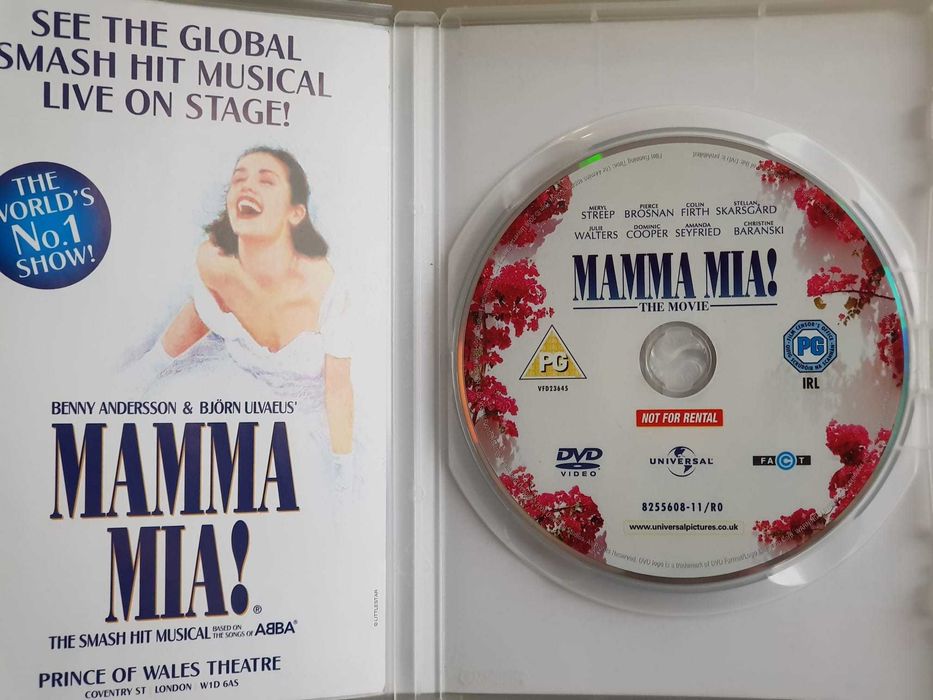 SEE THE GLOBAL
SMASH HIT MUSICAL
LIVE ON STAGE!
THE
WORLD'S
No.1
SHOW!
BENNY ANDERSSON & BJÖRN ULVAEUS'
MAMMA
MIA!®
THE SMASH HIT MUSICAL BASED ON THE SONGS OF ABBA®
PRINCE OF WALES THEATRE
COVENTRY ST LONDON W1D 6AS
© LITTLESTAR
MERYL STREEP PIERCE BROSNAN COLIN FIRTH STELLAN SKARSGÅRD
JULIE WALTERS DOMINIC COOPER AMANDA SEYFRIED CHRISTINE BARANSKI
MAMMA MIA!
THE MOVIE
PG
VFD23645
PG
IRL
NOT FOR RENTAL
DVD
VIDEO
UNIVERSAL
FACT
8255608-11/R0
www.universalpictures.co.uk